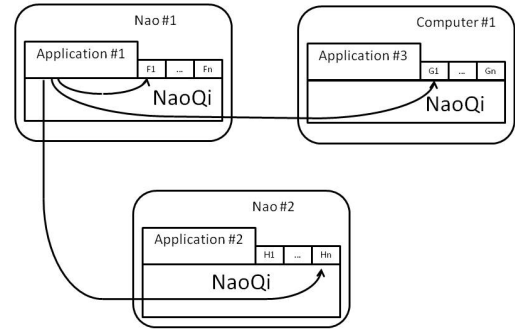 Nao #1
Application #1
F1 ... Fn
NaoQi
Computer #1
Application #3
G1 ... Gn
NaoQi
Nao #2
Application #2
H1 ... Hn
NaoQi